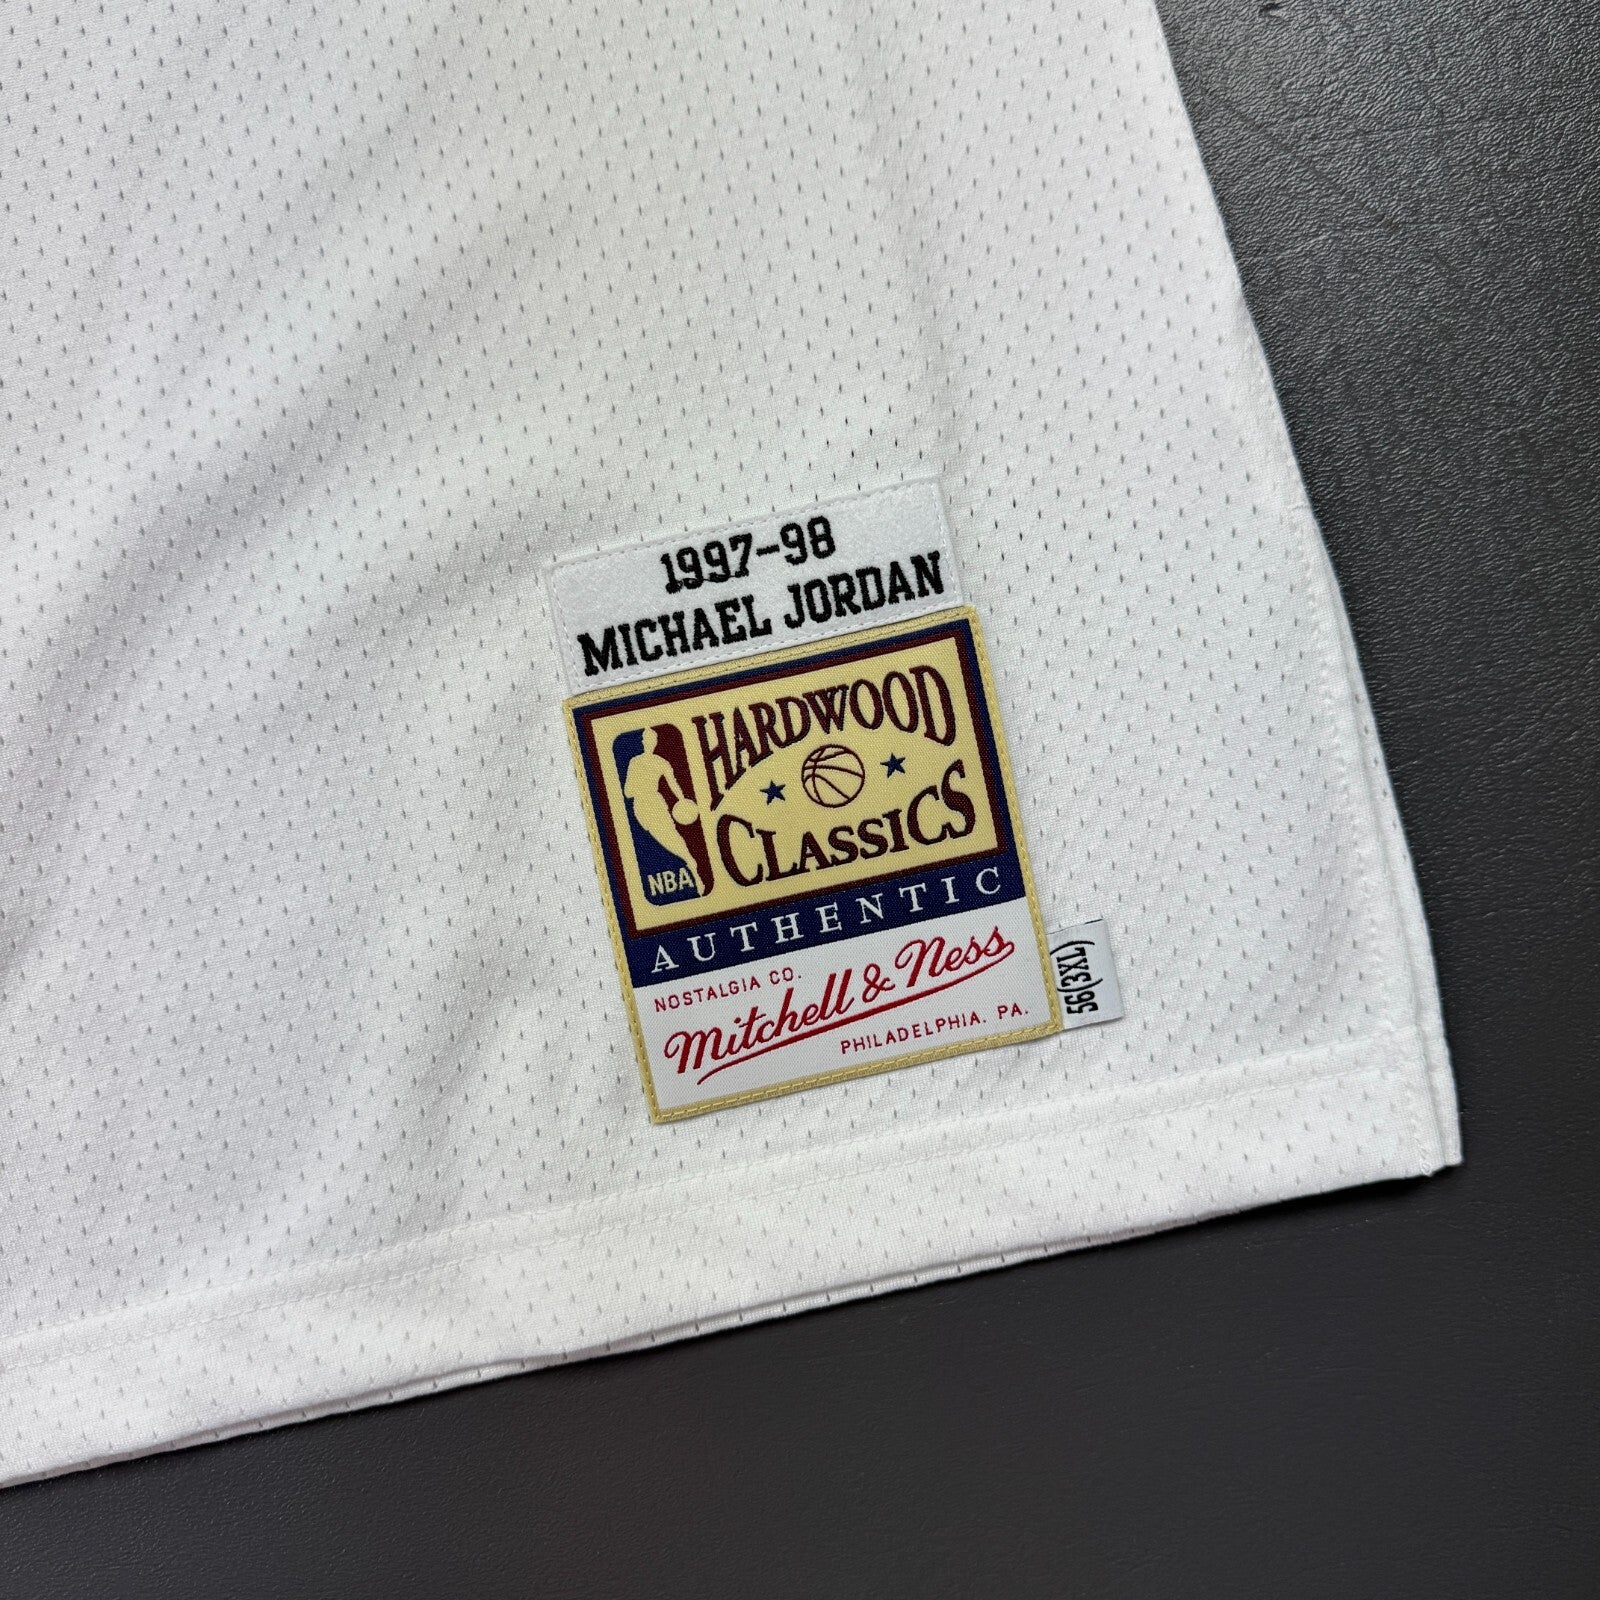 1997-98
MICHAEL JORDAN
HARDWOOD
CLASSICS
NBA
AUTHENTIC
NOSTALGIA CO.
Mitchell & Ness
PHILADELPHIA. PA.
56(3XL)